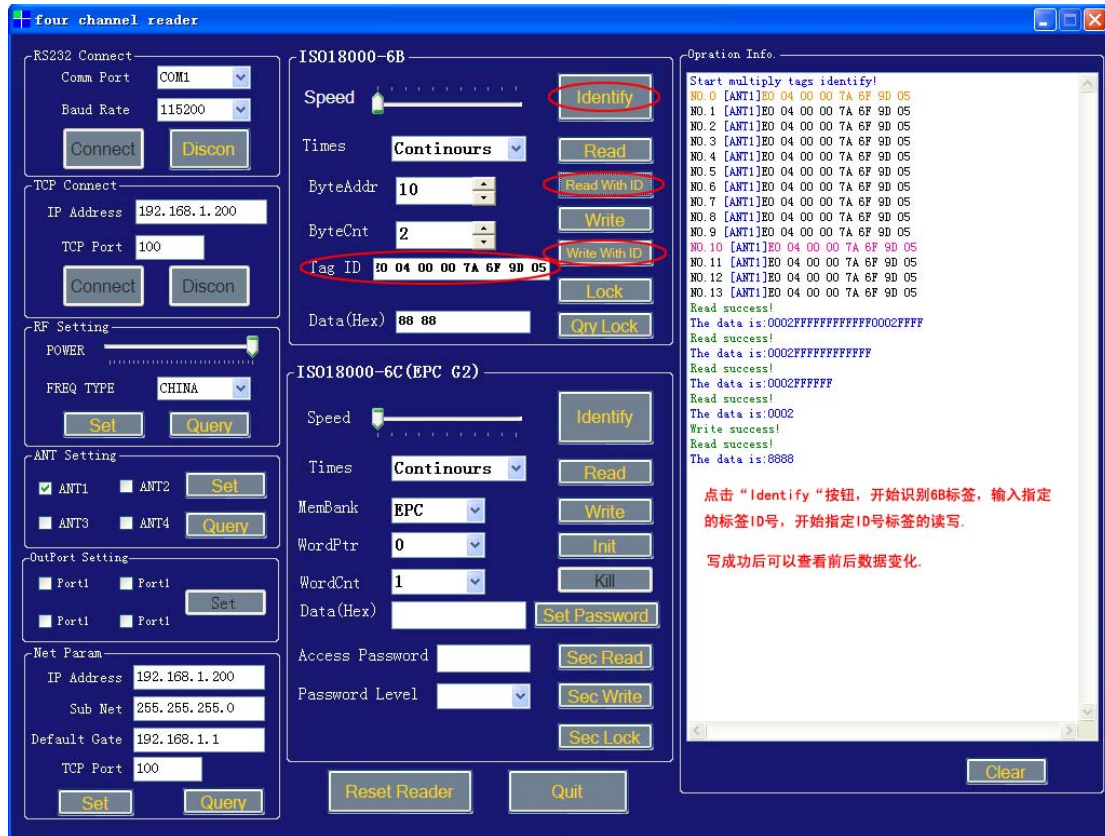 four channel reader
RS232 Connect
Comm Port COM1
Baud Rate 115200
Connect Discon
TCP Connect
IP Address 192.168.1.200
TCP Port 100
Connect Discon
RF Setting
POWER
FREQ TYPE CHINA
Set Query
ANT Setting
ANT1 ANT2 Set
ANT3 ANT4 Query
OutPort Setting
Port1 Port1
Set
Port1 Port1
Net Param
IP Address 192.168.1.200
Sub Net 255.255.255.0
Default Gate 192.168.1.1
TCP Port 100
Set Query
ISO18000-6B
Speed Identify
Times Continours Read
ByteAddr 10 Read With ID
Write
ByteCnt 2
Write With ID
Tag ID E0 04 00 00 7A 6F 9D 05
Lock
Data(Hex) 88 88 Qry Lock
ISO18000-6C(EPC G2)
Speed Identify
Times Continours Read
MemBank EPC Write
WordPtr 0 Init
WordCnt 1 Kill
Data(Hex) Set Password
Access Password Sec Read
Password Level Sec Write
Sec Lock
Reset Reader Quit
Opration Info.
Start multiply tags identify!
NO.0 [ANT1]E0 04 00 00 7A 6F 9D 05
NO.1 [ANT1]E0 04 00 00 7A 6F 9D 05
NO.2 [ANT1]E0 04 00 00 7A 6F 9D 05
NO.3 [ANT1]E0 04 00 00 7A 6F 9D 05
NO.4 [ANT1]E0 04 00 00 7A 6F 9D 05
NO.5 [ANT1]E0 04 00 00 7A 6F 9D 05
NO.6 [ANT1]E0 04 00 00 7A 6F 9D 05
NO.7 [ANT1]E0 04 00 00 7A 6F 9D 05
NO.8 [ANT1]E0 04 00 00 7A 6F 9D 05
NO.9 [ANT1]E0 04 00 00 7A 6F 9D 05
NO.10 [ANT1]E0 04 00 00 7A 6F 9D 05
NO.11 [ANT1]E0 04 00 00 7A 6F 9D 05
NO.12 [ANT1]E0 04 00 00 7A 6F 9D 05
NO.13 [ANT1]E0 04 00 00 7A 6F 9D 05
Read success!
The data is:0002FFFFFFFFFFFF0002FFFF
Read success!
The data is:0002FFFFFFFFFFFF
Read success!
The data is:0002FFFFFF
Read success!
The data is:0002
Write success!
Read success!
The data is:8888
点击“Identify“按钮，开始识别6B标签，输入指定
的标签ID号，开始指定ID号标签的读写.
写成功后可以查看前后数据变化.
Clear